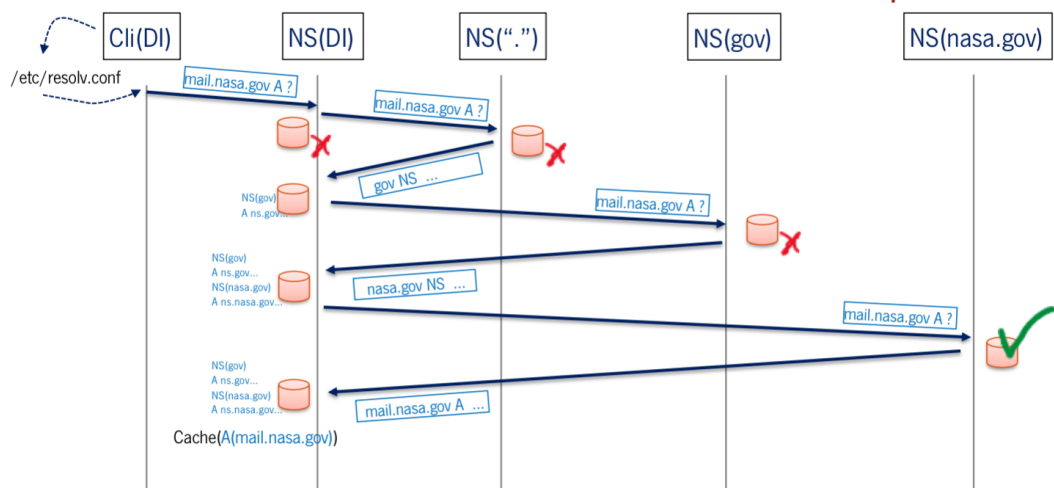 Cli(DI)
NS(DI)
NS(“.”)
NS(gov)
NS(nasa.gov)
/etc/resolv.conf
mail.nasa.gov A ?
mail.nasa.gov A ?
gov NS ...
NS(gov)
A ns.gov...
mail.nasa.gov A ?
NS(gov)
A ns.gov...
NS(nasa.gov)
A ns.nasa.gov...
nasa.gov NS ...
mail.nasa.gov A ?
NS(gov)
A ns.gov...
NS(nasa.gov)
A ns.nasa.gov...
mail.nasa.gov A ...
Cache(A(mail.nasa.gov))